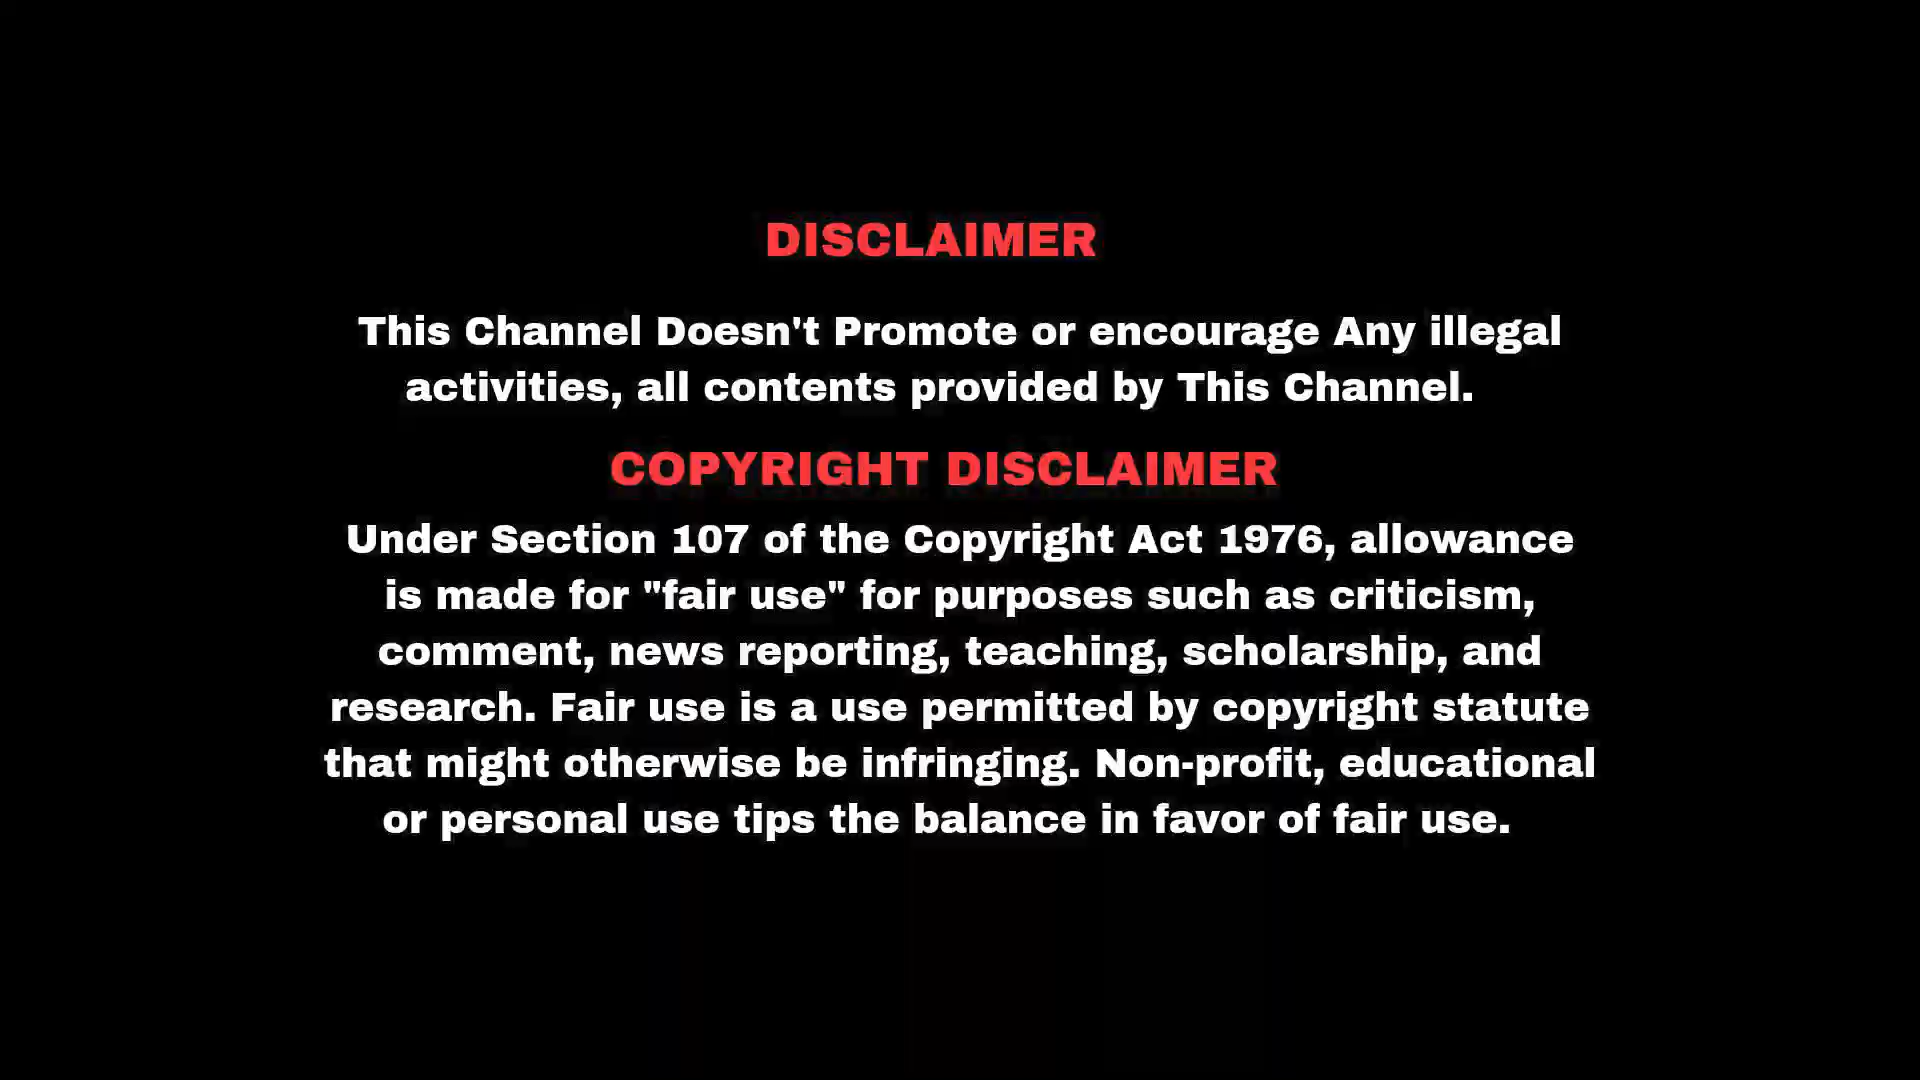 DISCLAIMER
This Channel Doesn't Promote or encourage Any illegal
activities, all contents provided by This Channel.
COPYRIGHT DISCLAIMER
Under Section 107 of the Copyright Act 1976, allowance
is made for "fair use" for purposes such as criticism,
comment, news reporting, teaching, scholarship, and
research. Fair use is a use permitted by copyright statute
that might otherwise be infringing. Non-profit, educational
or personal use tips the balance in favor of fair use.